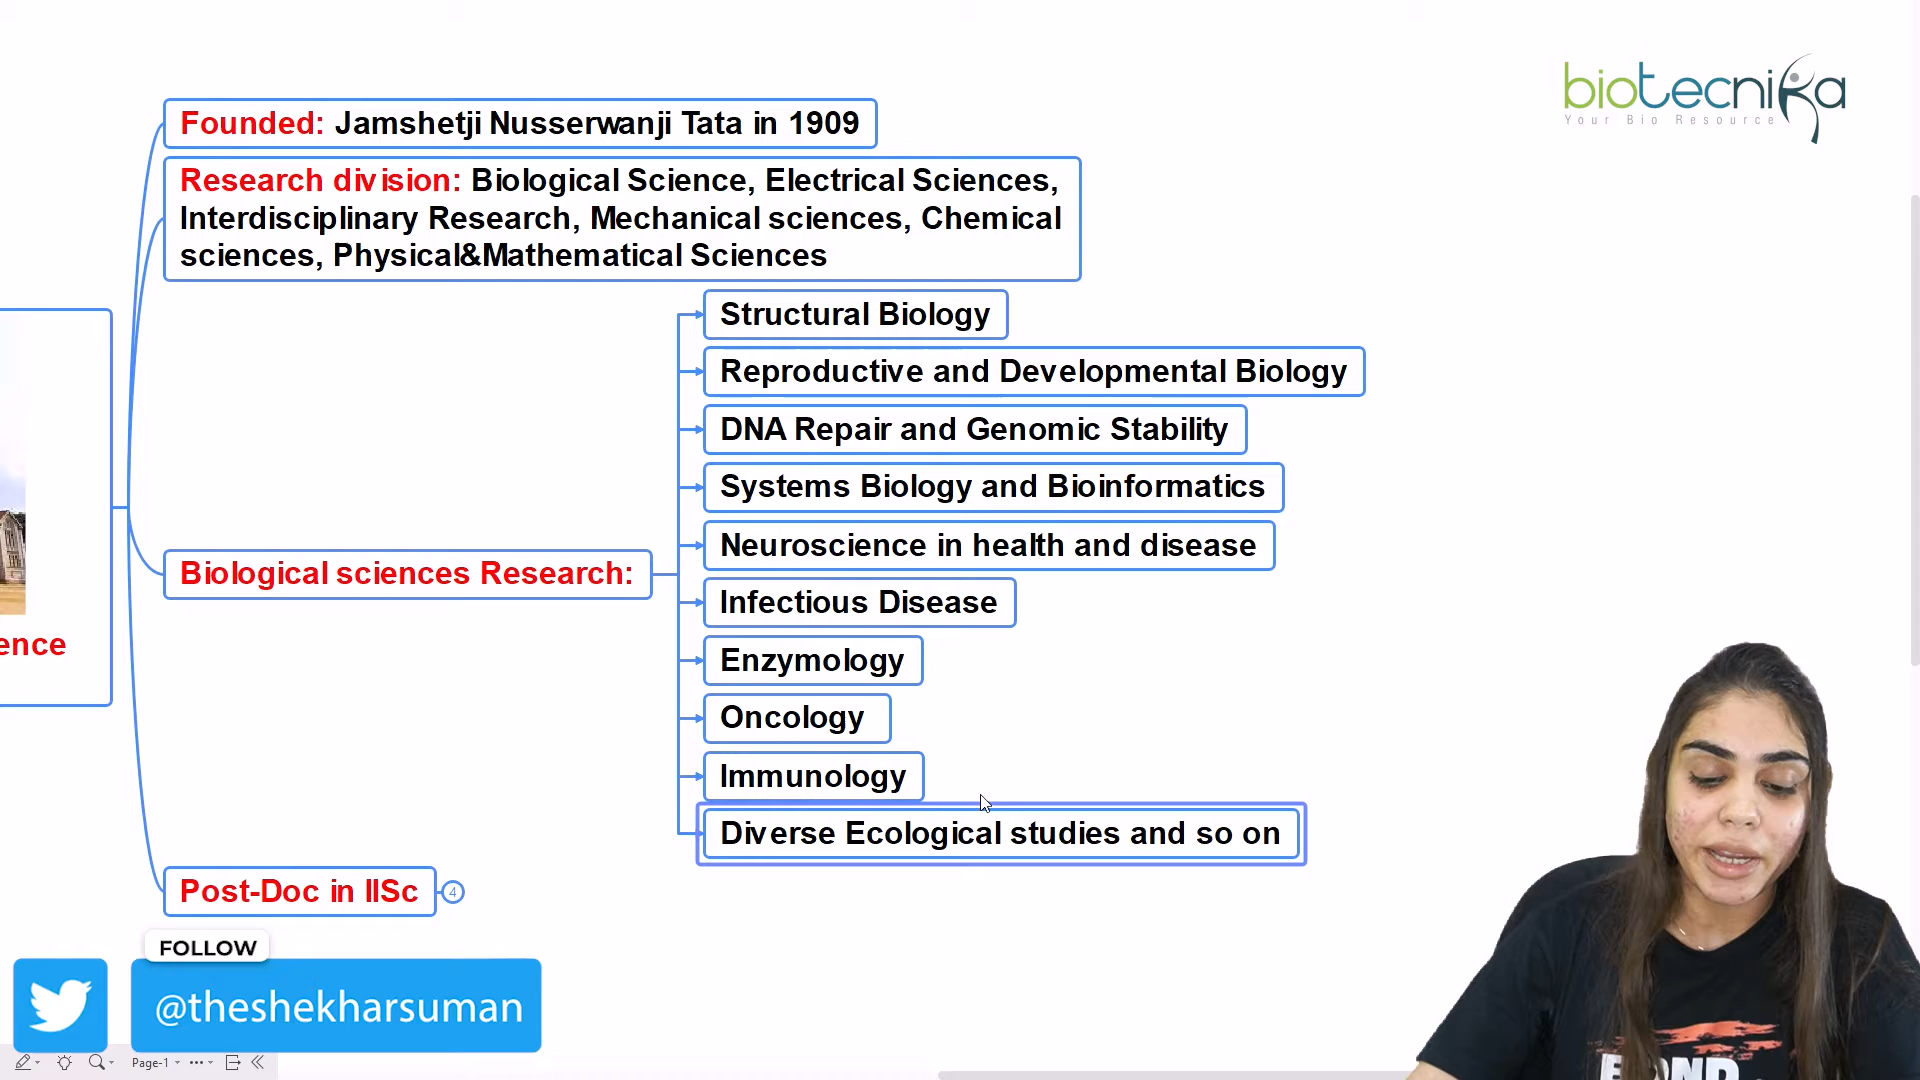 biotecnika
Your Bio Resource
Founded: Jamshetji Nusserwanji Tata in 1909
Research division: Biological Science, Electrical Sciences,
Interdisciplinary Research, Mechanical sciences, Chemical
sciences, Physical&Mathematical Sciences
Structural Biology
Reproductive and Developmental Biology
DNA Repair and Genomic Stability
Systems Biology and Bioinformatics
Neuroscience in health and disease
Biological sciences Research:
Infectious Disease
ence
Enzymology
Oncology
Immunology
Diverse Ecological studies and so on
Post-Doc in IISc
4
FOLLOW
@theshekharsuman
Page-1